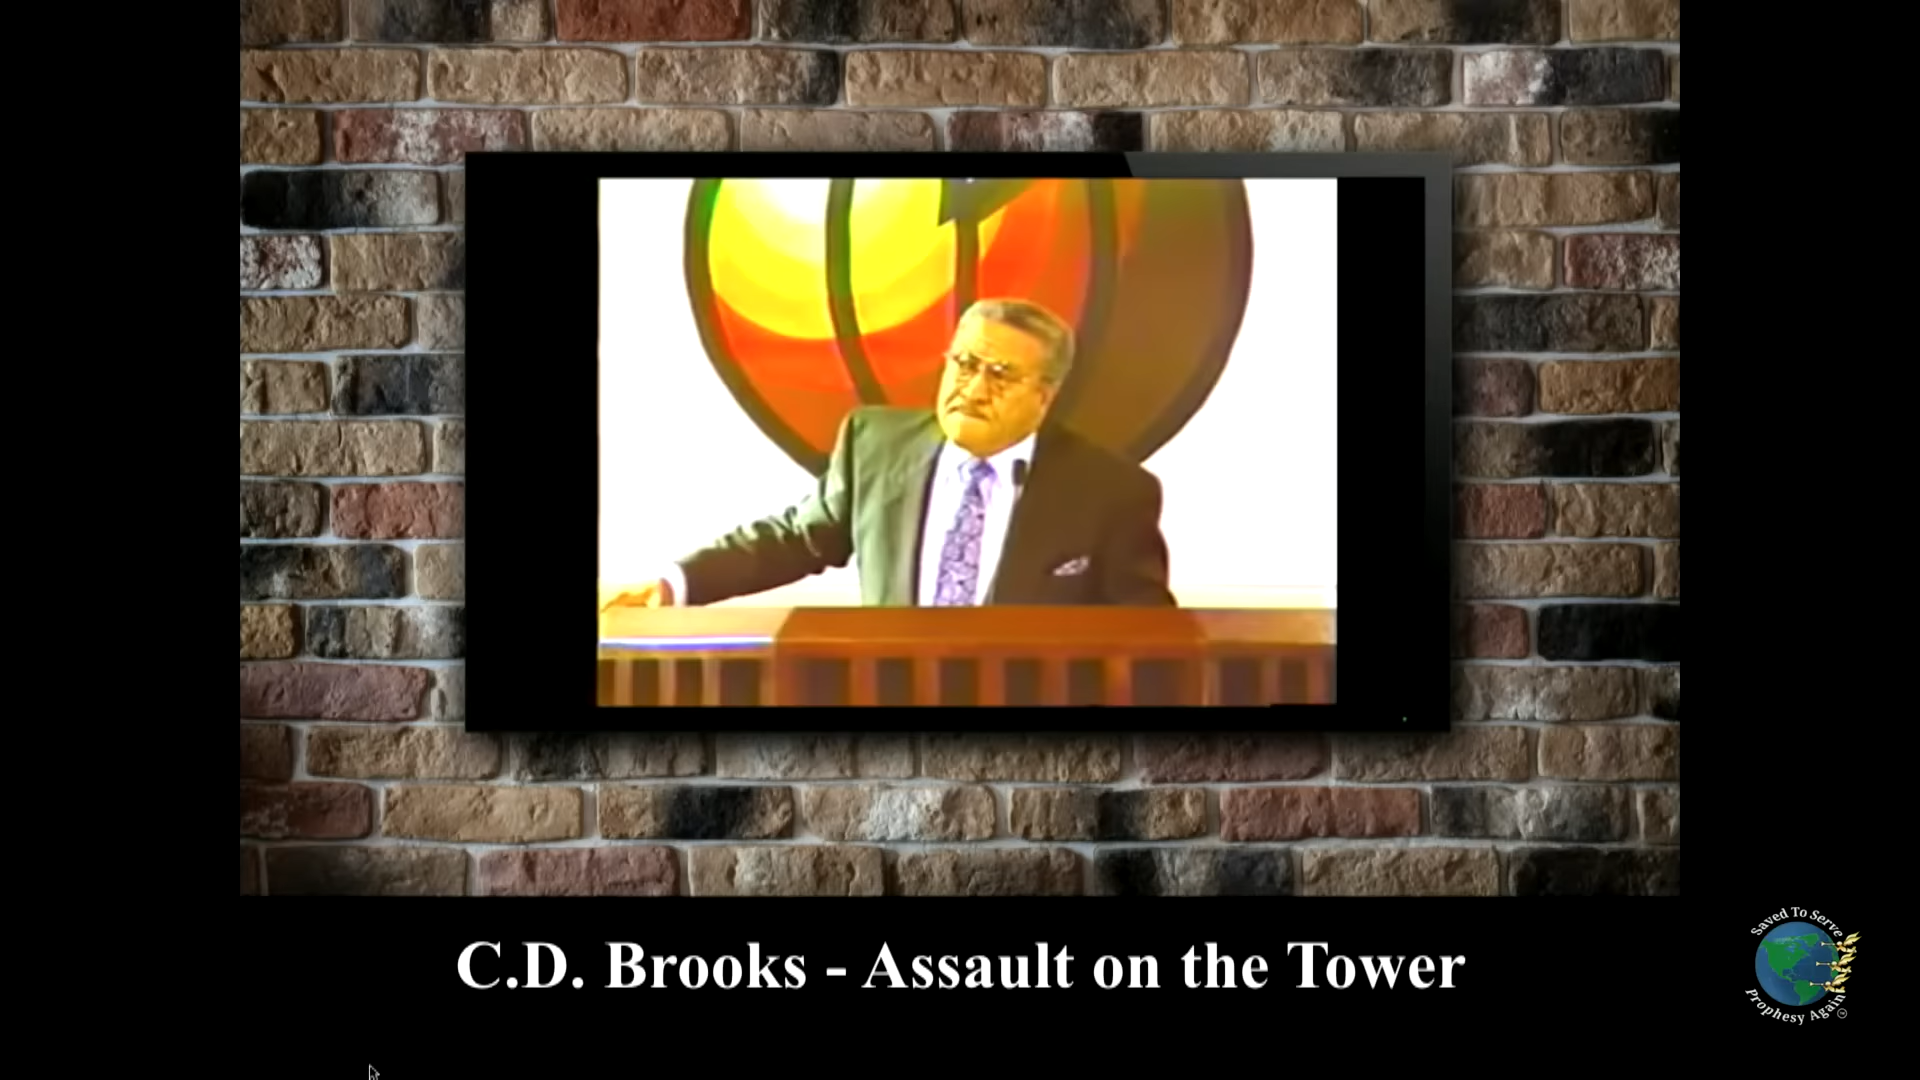 C.D. Brooks - Assault on the Tower
Saved To Serve
Prophesy Again